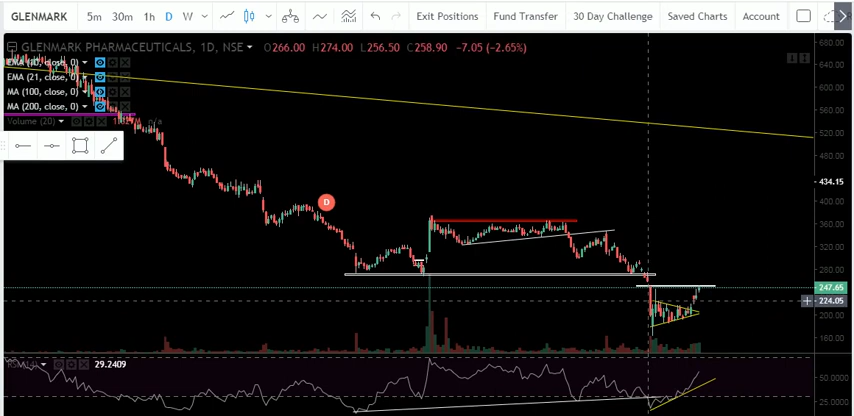 GLENMARK 5m 30m 1h D W Exit Positions Fund Transfer 30 Day Challenge Saved Charts Account
GLENMARK PHARMACEUTICALS, 1D, NSE O266.00 H274.00 L256.50 C258.90 -7.05 (-2.65%)
EMA (10, close, 0)
EMA (21, close, 0)
MA (100, close, 0)
MA (200, close, 0)
Volume (20) n/a
680.00
640.00
600.00
560.00
520.00
480.00
434.15
400.00
D
360.00
320.00
280.00
247.65
224.05
200.00
160.00
29.2409
50.0000
25.0000